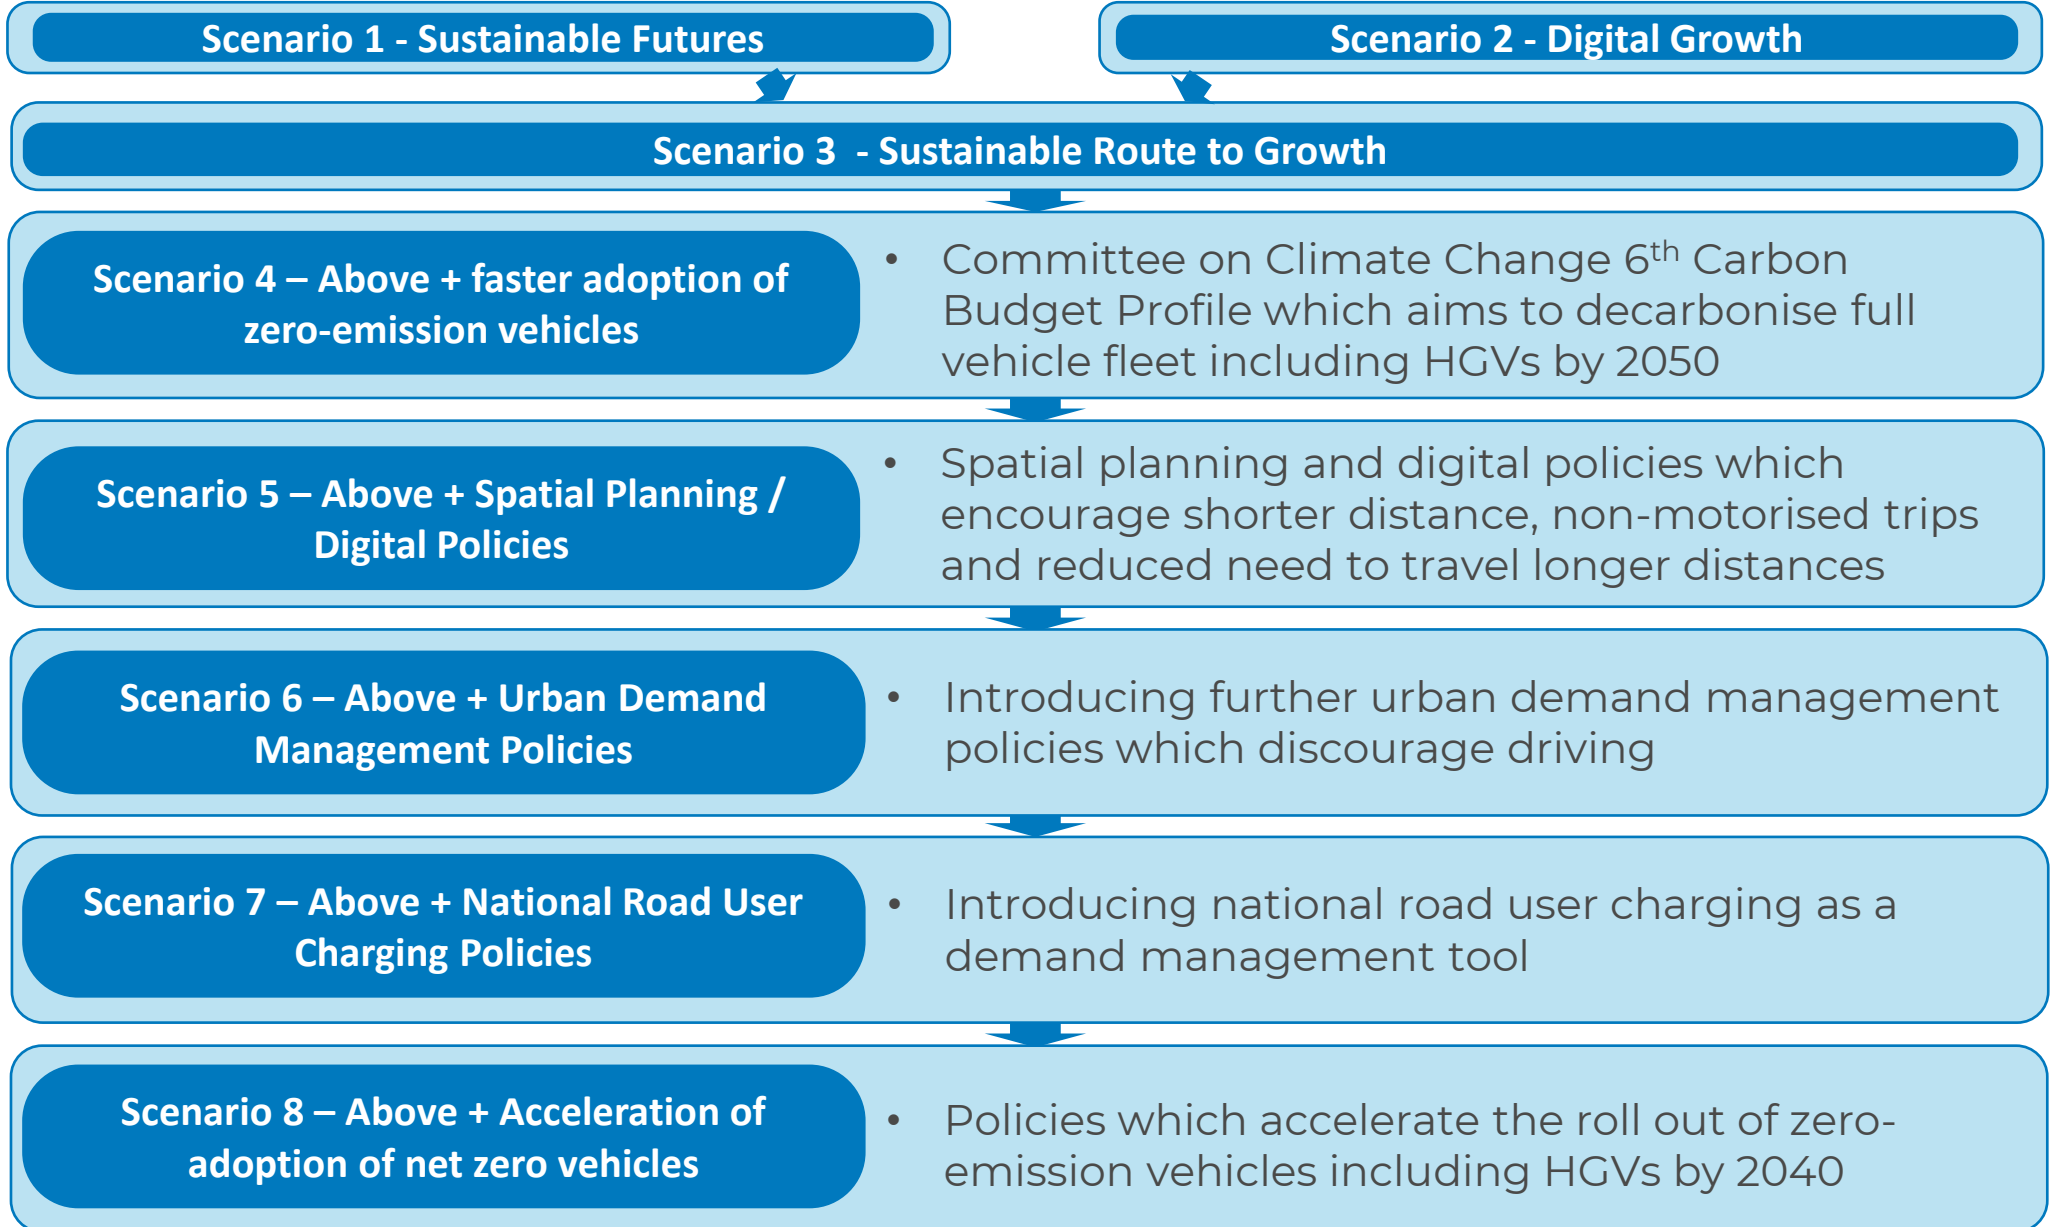 Scenario 1 - Sustainable Futures
Scenario 2 - Digital Growth
Scenario 3  - Sustainable Route to Growth
Scenario 4 – Above + faster adoption of
zero-emission vehicles
• Committee on Climate Change 6th Carbon
Budget Profile which aims to decarbonise full
vehicle fleet including HGVs by 2050
Scenario 5 – Above + Spatial Planning /
Digital Policies
• Spatial planning and digital policies which
encourage shorter distance, non-motorised trips
and reduced need to travel longer distances
Scenario 6 – Above + Urban Demand
Management Policies
• Introducing further urban demand management
policies which discourage driving
Scenario 7 – Above + National Road User
Charging Policies
• Introducing national road user charging as a
demand management tool
Scenario 8 – Above + Acceleration of
adoption of net zero vehicles
• Policies which accelerate the roll out of zero-
emission vehicles including HGVs by 2040